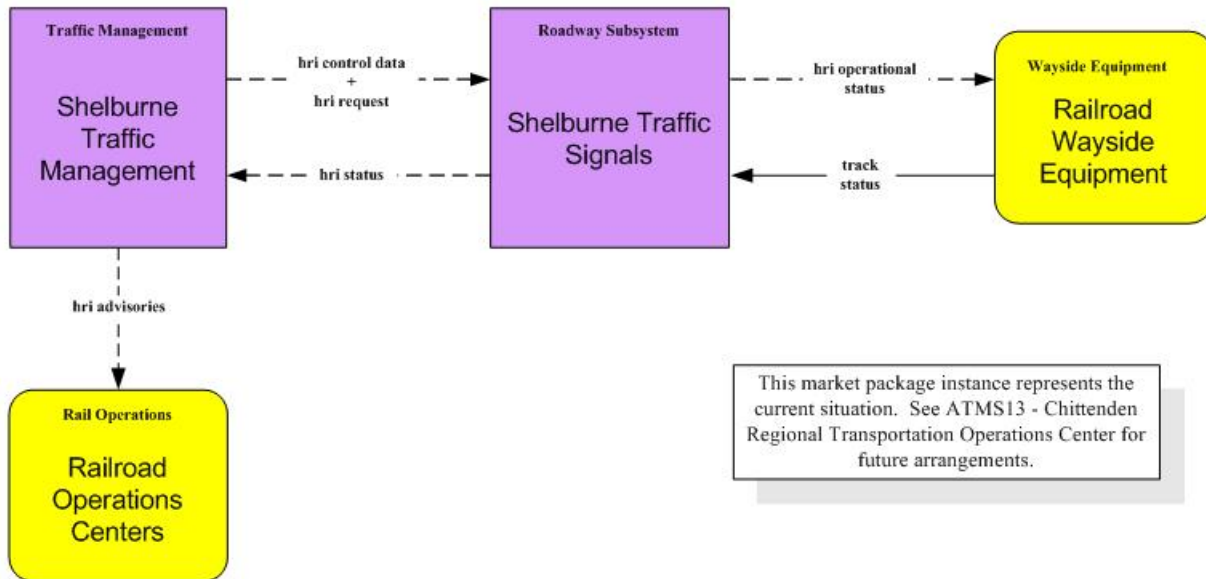 Traffic Management
Shelburne
Traffic
Management
hri control data
+
hri request
hri status
Roadway Subsystem
Shelburne Traffic
Signals
hri operational
status
track
status
Wayside Equipment
Railroad
Wayside
Equipment
hri advisories
Rail Operations
Railroad
Operations
Centers
This market package instance represents the
current situation. See ATMS13 - Chittenden
Regional Transportation Operations Center for
future arrangements.